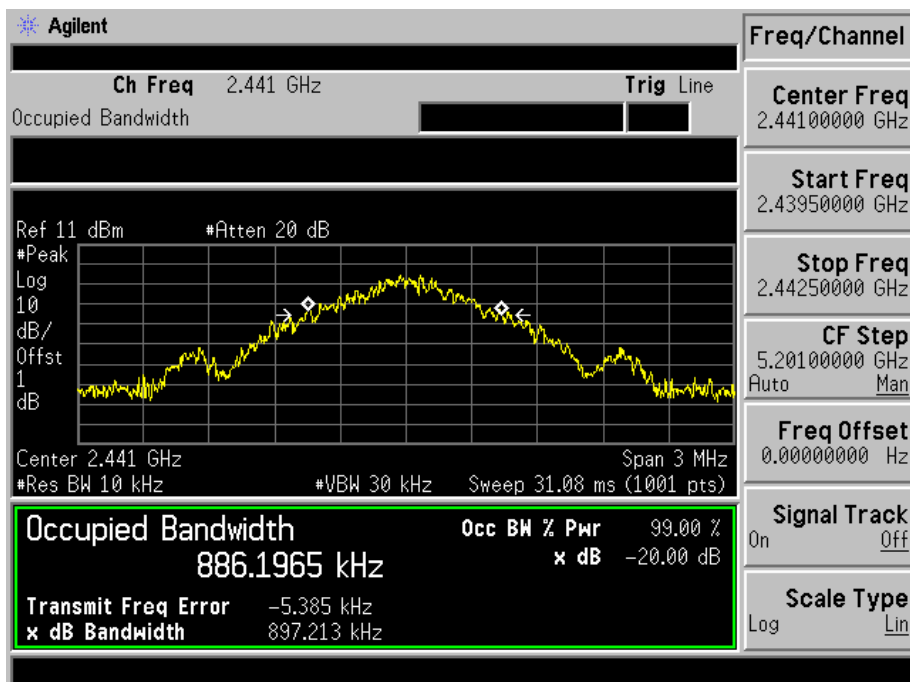 Agilent
Freq/Channel
Ch Freq 2.441 GHz Trig Line
Occupied Bandwidth
Center Freq
2.44100000 GHz
Start Freq
2.43950000 GHz
Stop Freq
2.44250000 GHz
CF Step
5.20100000 GHz
Auto Man
Freq Offset
0.00000000 Hz
Signal Track
On Off
Scale Type
Log Lin
Ref 11 dBm #Atten 20 dB
#Peak
Log
10
dB/
Offst
1
dB
Center 2.441 GHz Span 3 MHz
#Res BW 10 kHz #VBW 30 kHz Sweep 31.08 ms (1001 pts)
Occupied Bandwidth Occ BW % Pwr 99.00 %
886.1965 kHz x dB -20.00 dB
Transmit Freq Error -5.385 kHz
x dB Bandwidth 897.213 kHz